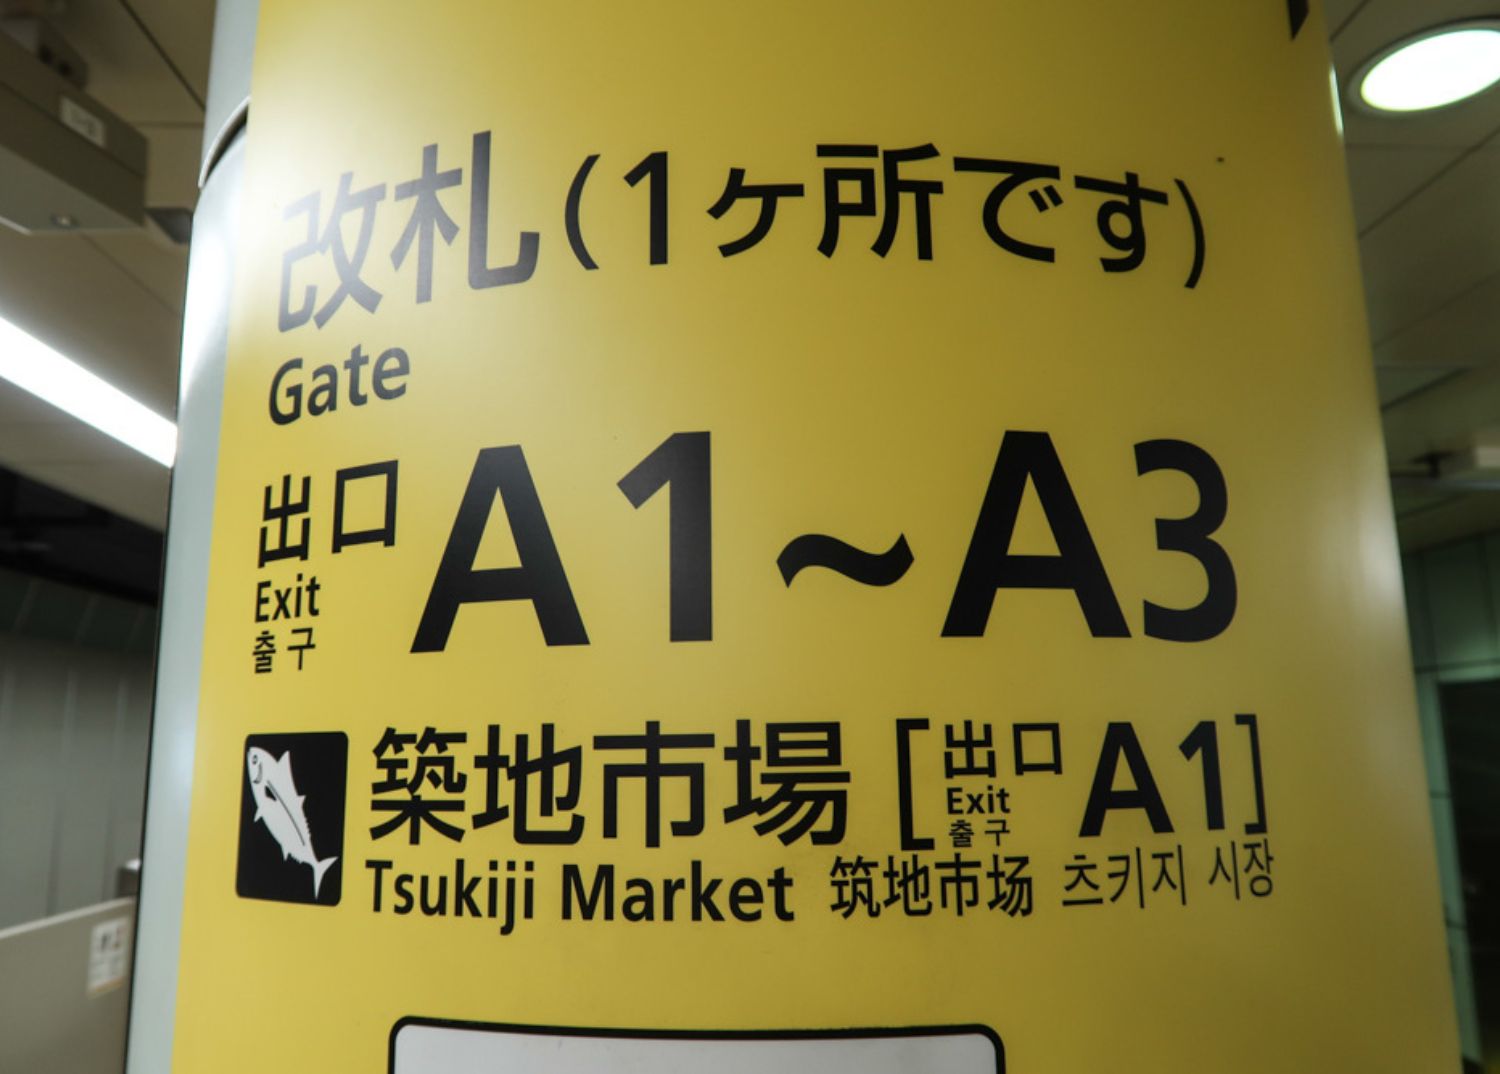 改札(1ヶ所です)
Gate
出口 A1~A3
Exit
출구
築地市場 [出口 A1]
Exit
출구
Tsukiji Market 筑地市场 츠키지 시장